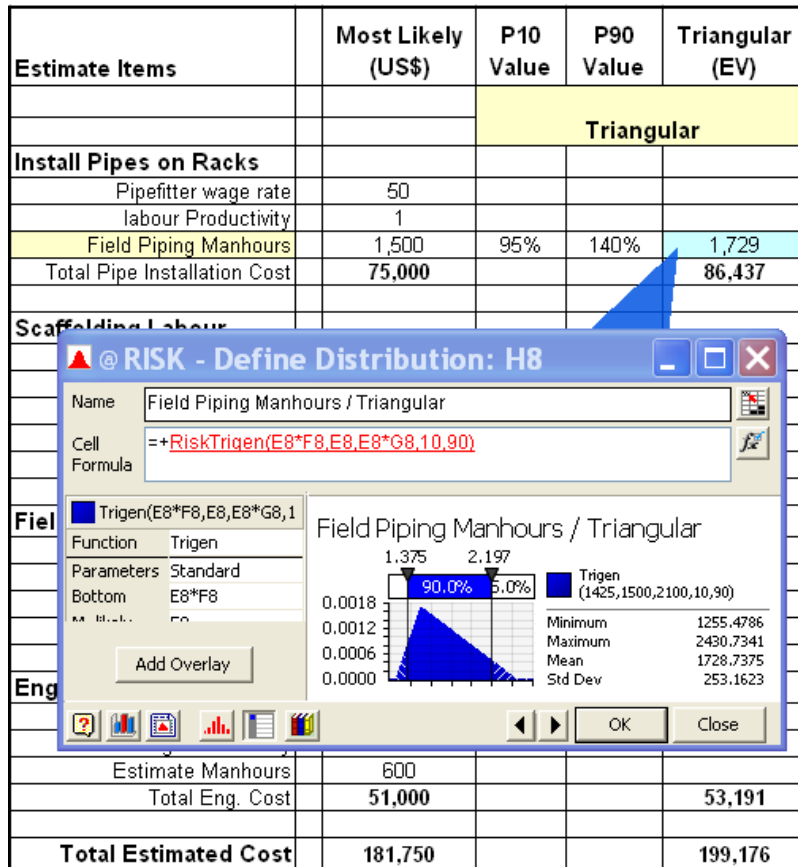 Estimate Items
Most Likely (US$)
P10 Value
P90 Value
Triangular (EV)
Triangular
Install Pipes on Racks
Pipefitter wage rate 50
labour Productivity 1
Field Piping Manhours 1,500 95% 140% 1,729
Total Pipe Installation Cost 75,000 86,437
Scaffolding Labour
@RISK - Define Distribution: H8
Name Field Piping Manhours / Triangular
Cell Formula =+RiskTrigen(E8*F8,E8,E8*G8,10,90)
Fiel
Trigen(E8*F8,E8,E8*G8,1
Function Trigen
Parameters Standard
Bottom E8*F8
Add Overlay
Field Piping Manhours / Triangular
1.375 2.197
90.0% 5.0%
0.0018
0.0012
0.0006
0.0000
Trigen
(1425,1500,2100,10,90)
Minimum 1255.4786
Maximum 2430.7341
Mean 1728.7375
Std Dev 253.1623
Eng
OK
Close
Estimate Manhours 600
Total Eng. Cost 51,000 53,191
Total Estimated Cost 181,750 199,176